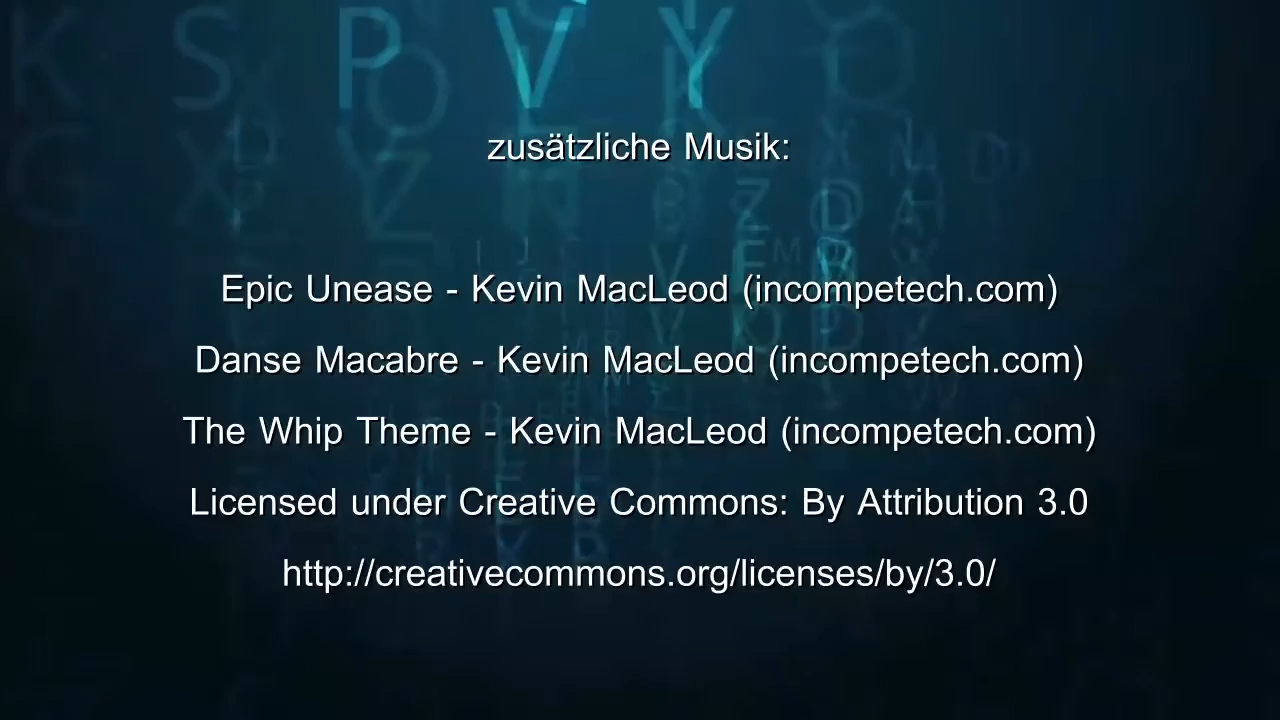 zusätzliche Musik:
Epic Unease - Kevin MacLeod (incompetech.com)
Danse Macabre - Kevin MacLeod (incompetech.com)
The Whip Theme - Kevin MacLeod (incompetech.com)
Licensed under Creative Commons: By Attribution 3.0
http://creativecommons.org/licenses/by/3.0/